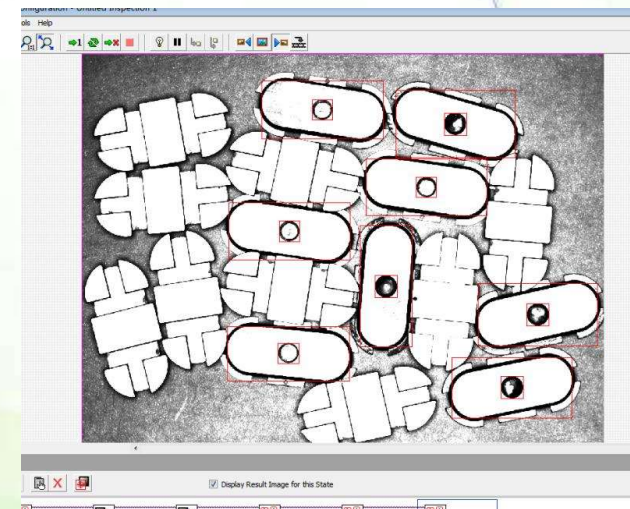 onfiguration - Untitled Inspection 1
ols Help
Display Result Image for this State